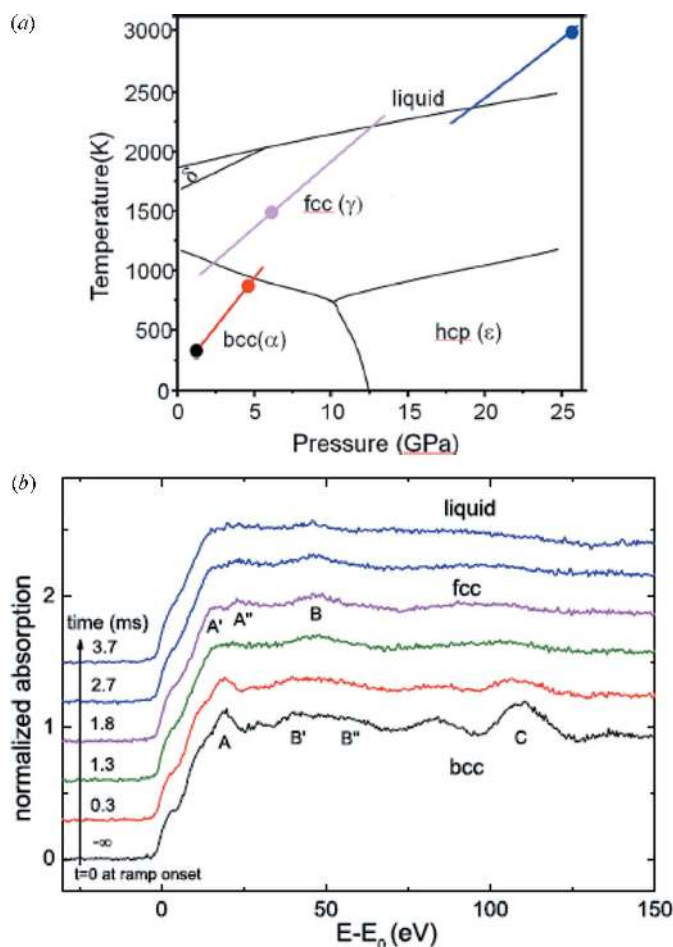 (a)
3000
2500
2000
1500
1000
500
0
Temperature(K)
liquid
δ
fcc (γ)
bcc(α)
hcp (ε)
0 5 10 15 20 25
Pressure (GPa)
(b)
2
1
0
normalized absorption
liquid
fcc
time (ms)
A' A" B
3.7
2.7
1.8
1.3
0.3
-∞
A B' B" C
bcc
t=0 at ramp onset
0 50 100 150
E-E₀ (eV)